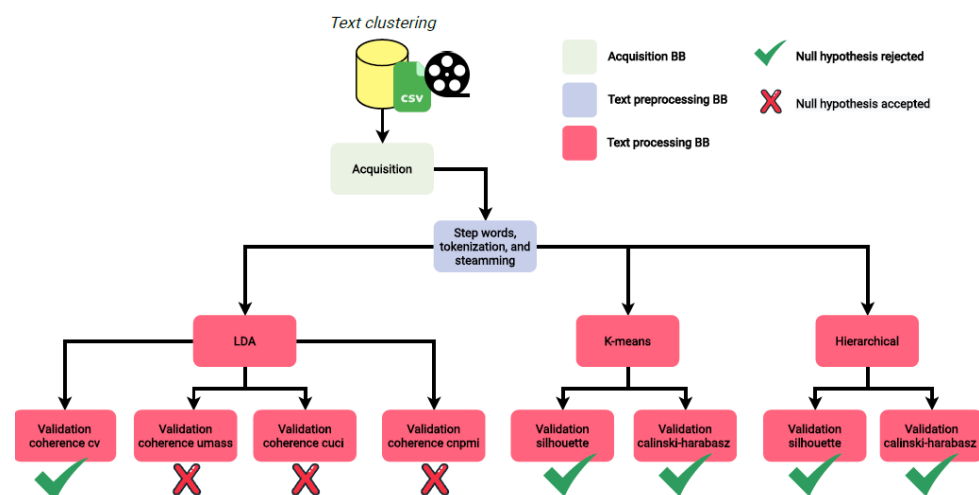 Text clustering
CSV
Acquisition BB
Text preprocessing BB
Text processing BB
Null hypothesis rejected
Null hypothesis accepted
Acquisition
Step words,
tokenization, and
steamming
LDA
K-means
Hierarchical
Validation
coherence cv
Validation
coherence umass
Validation
coherence cuci
Validation
coherence cnpmi
Validation
silhouette
Validation
calinski-harabasz
Validation
silhouette
Validation
calinski-harabasz